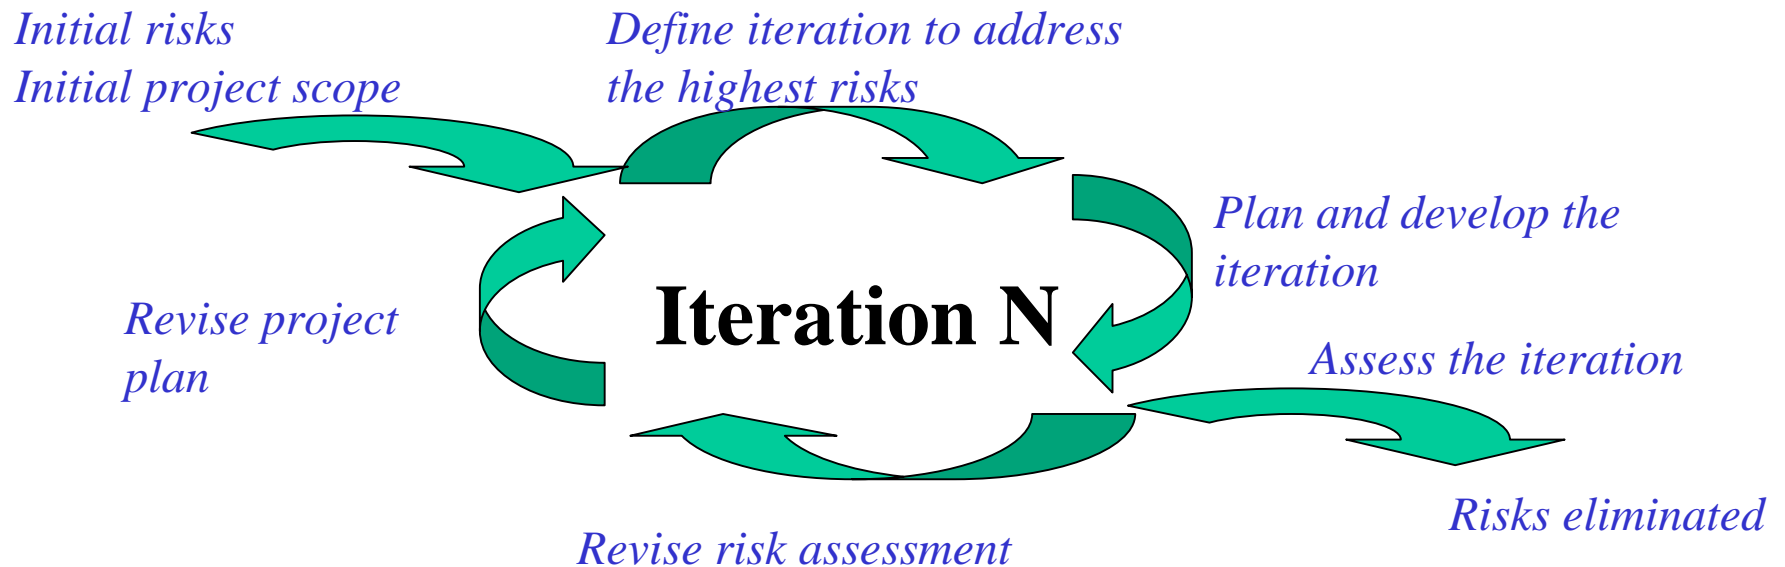 Initial risks
Initial project scope
Define iteration to address
the highest risks
Plan and develop the
iteration
Iteration N
Revise project
plan
Assess the iteration
Risks eliminated
Revise risk assessment